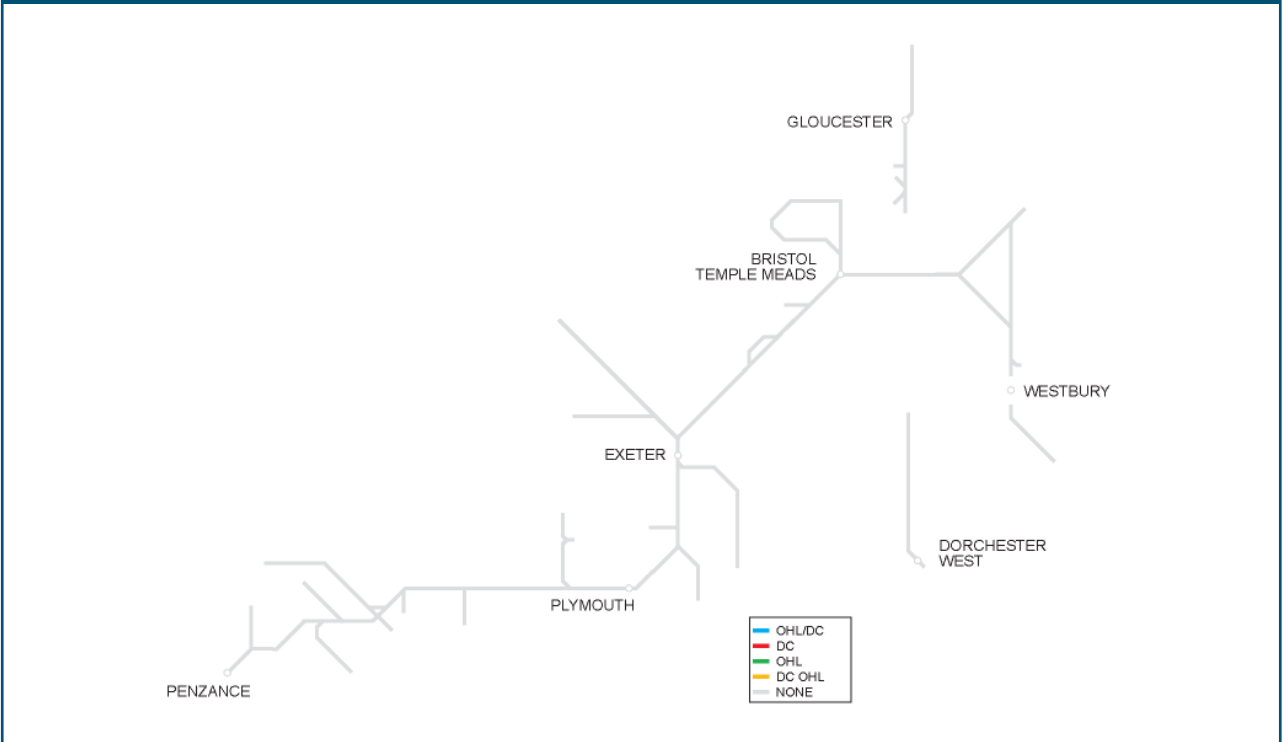 GLOUCESTER
BRISTOL
TEMPLE MEADS
WESTBURY
EXETER
DORCHESTER
WEST
PLYMOUTH
OHL/DC
DC
OHL
DC OHL
NONE
PENZANCE